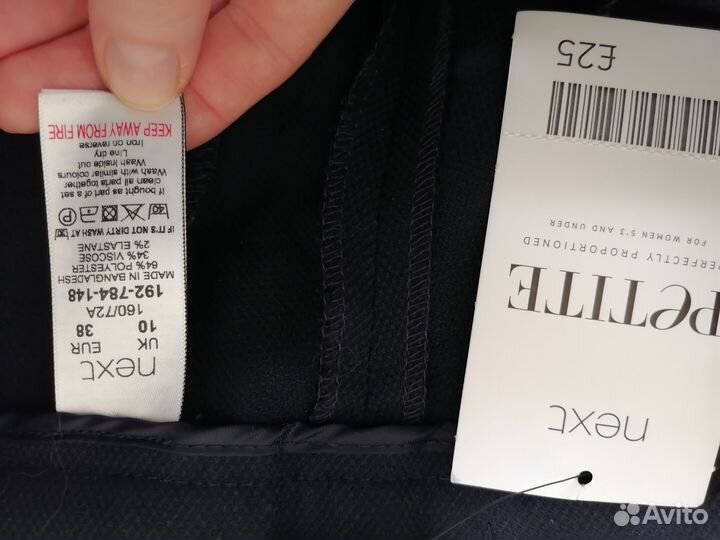 next
UK EUR
10 38
160/72A
192-784-148
MADE IN BANGLADESH
64% POLYESTER
34% VISCOSE
2% ELASTANE
IF IT'S NOT DIRTY WASH AT 30
40
P
If bought as part of a set
clean all parts together
Wash with similar colours
Wash inside out
Line dry
Iron on reverse
KEEP AWAY FROM FIRE
next
PETITE
PERFECTLY PROPORTIONED
FOR WOMEN 5'3 AND UNDER
£25
Avito